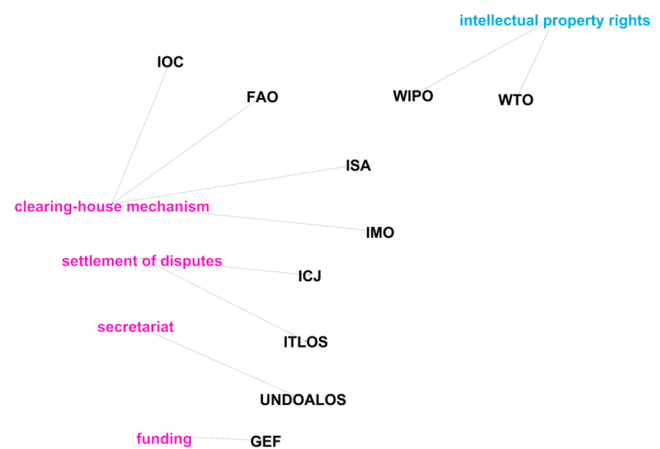 intellectual property rights
IOC
FAO
WIPO
WTO
ISA
clearing-house mechanism
IMO
settlement of disputes
ICJ
secretariat
ITLOS
UNDOALOS
funding
GEF